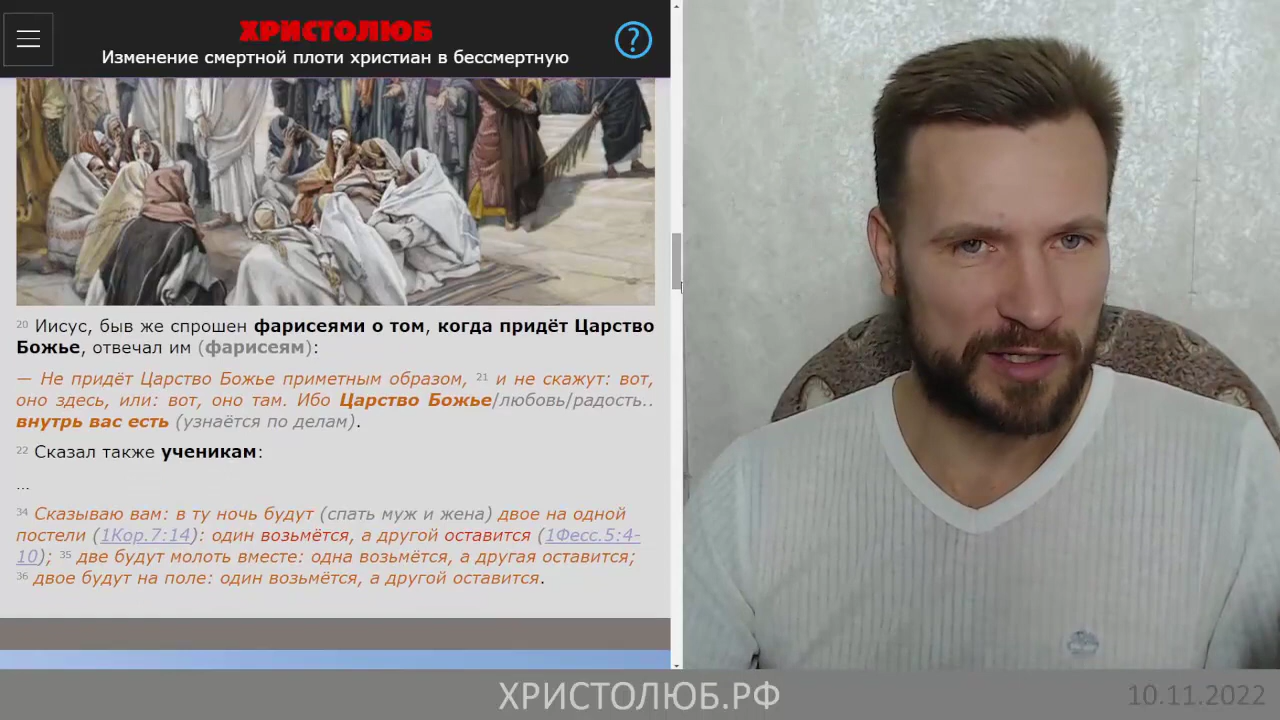 ХРИСТОЛЮБ
Изменение смертной плоти христиан в бессмертную
?
20 Иисус, быв же спрошен фарисеями о том, когда придёт Царство
Божье, отвечал им (фарисеям):
— Не придёт Царство Божье приметным образом, 21 и не скажут: вот,
оно здесь, или: вот, оно там. Ибо Царство Божье/любовь/радость..
внутрь вас есть (узнаётся по делам).
22 Сказал также ученикам:
...
34 Сказываю вам: в ту ночь будут (спать муж и жена) двое на одной
постели (1Кор.7:14): один возьмётся, а другой оставится (1Фесс.5:4-
10); 35 две будут молоть вместе: одна возьмётся, а другая оставится;
36 двое будут на поле: один возьмётся, а другой оставится.
ХРИСТОЛЮБ.РФ
10.11.2022